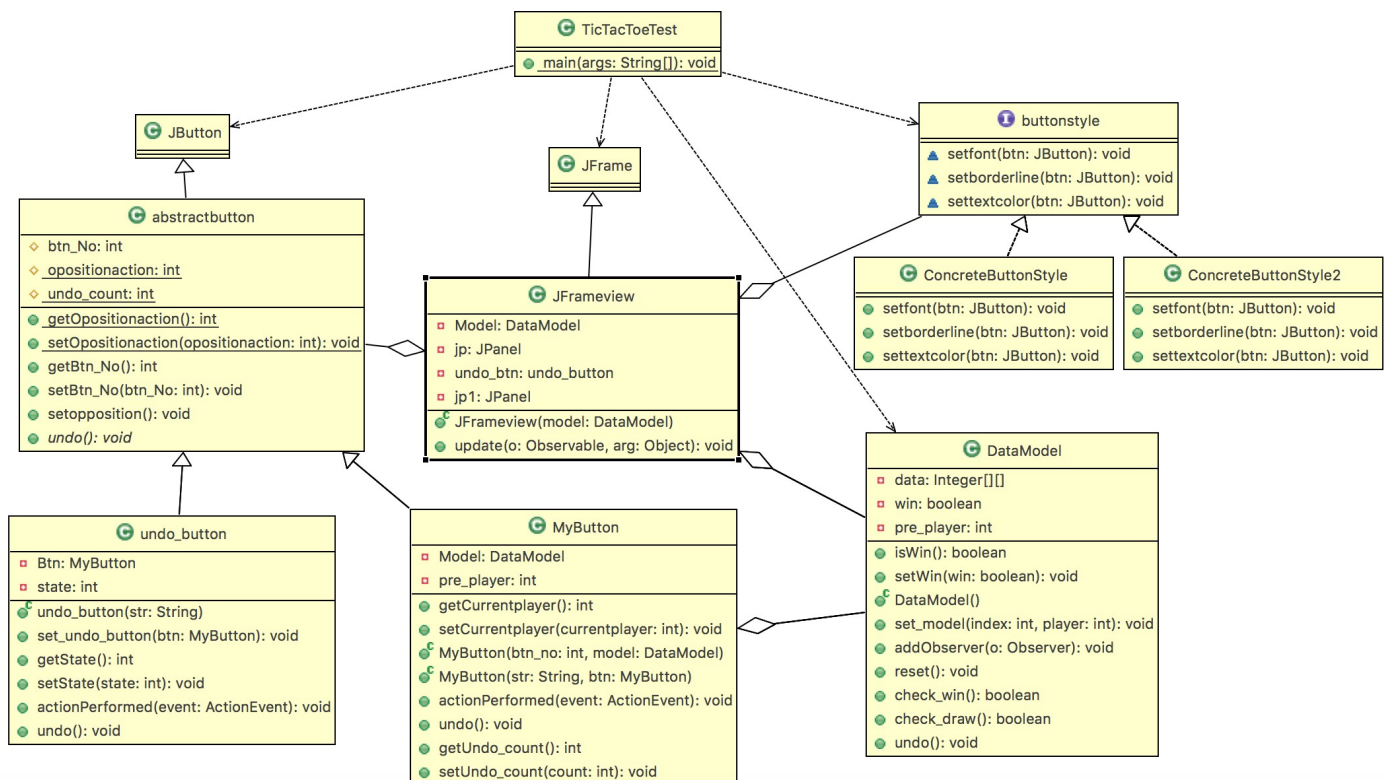 TicTacToeTest
main(args: String[]): void
JButton
JFrame
buttonstyle
setfont(btn: JButton): void
setborderline(btn: JButton): void
settextcolor(btn: JButton): void
abstractbutton
btn_No: int
opositionaction: int
undo_count: int
getOpositionaction(): int
setOpositionaction(opositionaction: int): void
getBtn_No(): int
setBtn_No(btn_No: int): void
setopposition(): void
undo(): void
JFrameview
Model: DataModel
jp: JPanel
undo_btn: undo_button
jp1: JPanel
JFrameview(model: DataModel)
update(o: Observable, arg: Object): void
ConcreteButtonStyle
setfont(btn: JButton): void
setborderline(btn: JButton): void
settextcolor(btn: JButton): void
ConcreteButtonStyle2
setfont(btn: JButton): void
setborderline(btn: JButton): void
settextcolor(btn: JButton): void
undo_button
Btn: MyButton
state: int
undo_button(str: String)
set_undo_button(btn: MyButton): void
getState(): int
setState(state: int): void
actionPerformed(event: ActionEvent): void
undo(): void
MyButton
Model: DataModel
pre_player: int
getCurrentplayer(): int
setCurrentplayer(currentplayer: int): void
MyButton(btn_no: int, model: DataModel)
MyButton(str: String, btn: MyButton)
actionPerformed(event: ActionEvent): void
undo(): void
getUndo_count(): int
setUndo_count(count: int): void
DataModel
data: Integer[][]
win: boolean
pre_player: int
isWin(): boolean
setWin(win: boolean): void
DataModel()
set_model(index: int, player: int): void
addObserver(o: Observer): void
reset(): void
check_win(): boolean
check_draw(): boolean
undo(): void